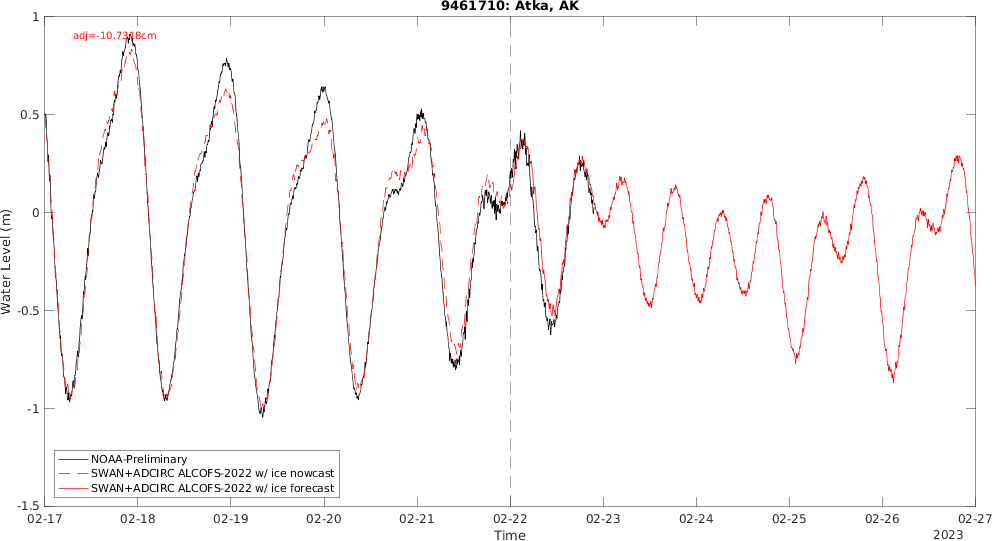 9461710: Atka, AK
adj=-10.7318cm
1
0.5
0
-0.5
-1
-1.5
Water Level (m)
NOAA-Preliminary
SWAN+ADCIRC ALCOFS-2022 w/ ice nowcast
SWAN+ADCIRC ALCOFS-2022 w/ ice forecast
02-17 02-18 02-19 02-20 02-21 02-22 02-23 02-24 02-25 02-26 02-27
Time
2023